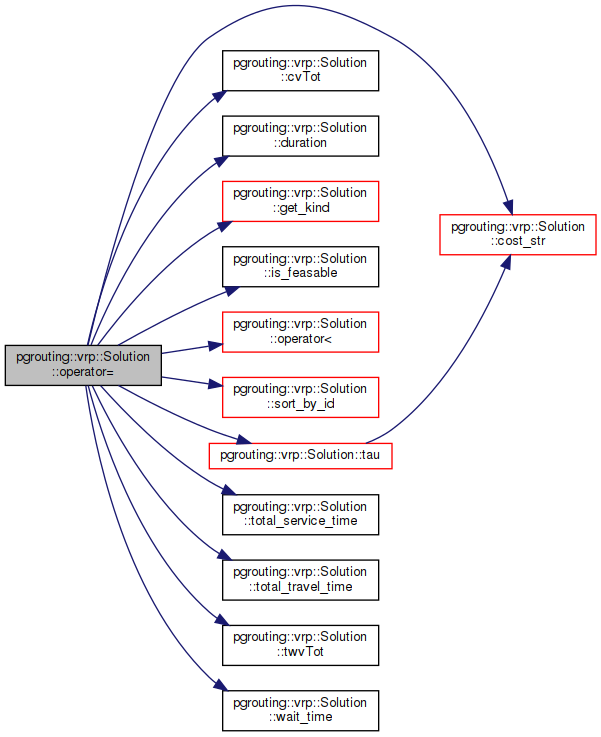 pgrouting::vrp::Solution
::cvTot
pgrouting::vrp::Solution
::duration
pgrouting::vrp::Solution
::get_kind
pgrouting::vrp::Solution
::cost_str
pgrouting::vrp::Solution
::is_feasable
pgrouting::vrp::Solution
::operator<
pgrouting::vrp::Solution
::operator=
pgrouting::vrp::Solution
::sort_by_id
pgrouting::vrp::Solution::tau
pgrouting::vrp::Solution
::total_service_time
pgrouting::vrp::Solution
::total_travel_time
pgrouting::vrp::Solution
::twvTot
pgrouting::vrp::Solution
::wait_time